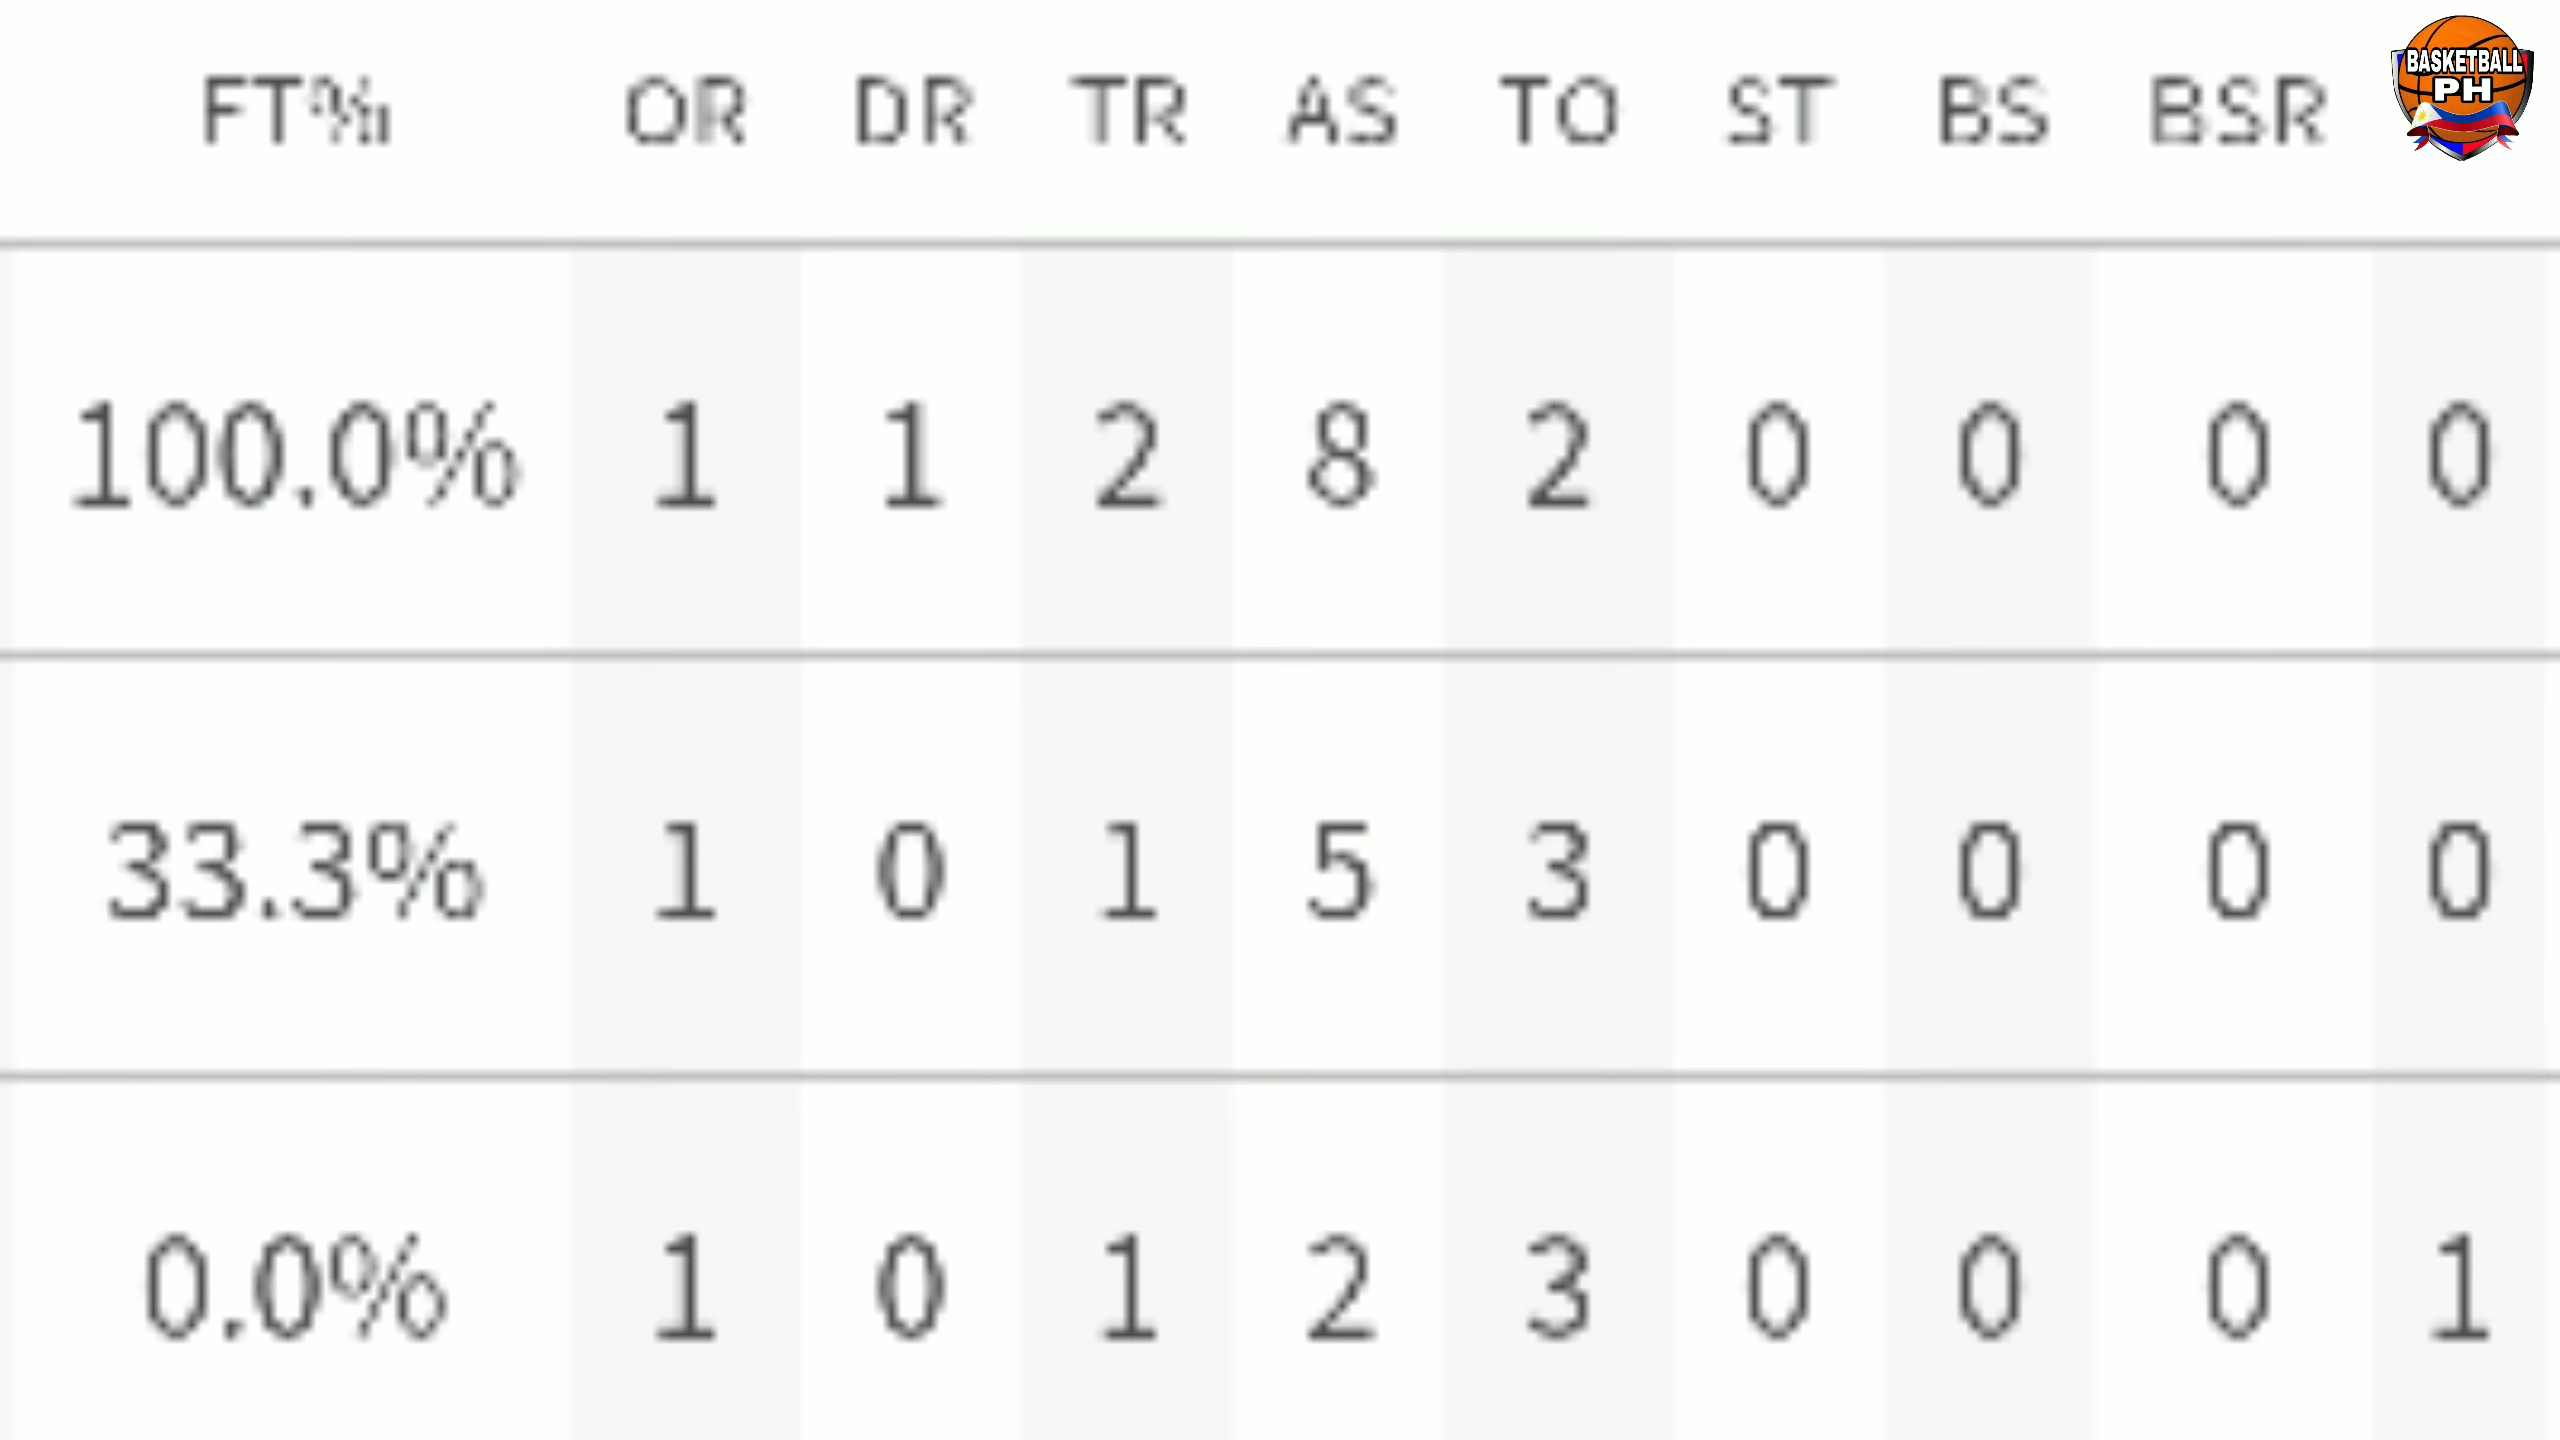 FT% OR DR TR AS TO ST BS BSR
BASKETBALL
PH
100.0% 1 1 2 8 2 0 0 0 0
33.3% 1 0 1 5 3 0 0 0 0
0.0% 1 0 1 2 3 0 0 0 1